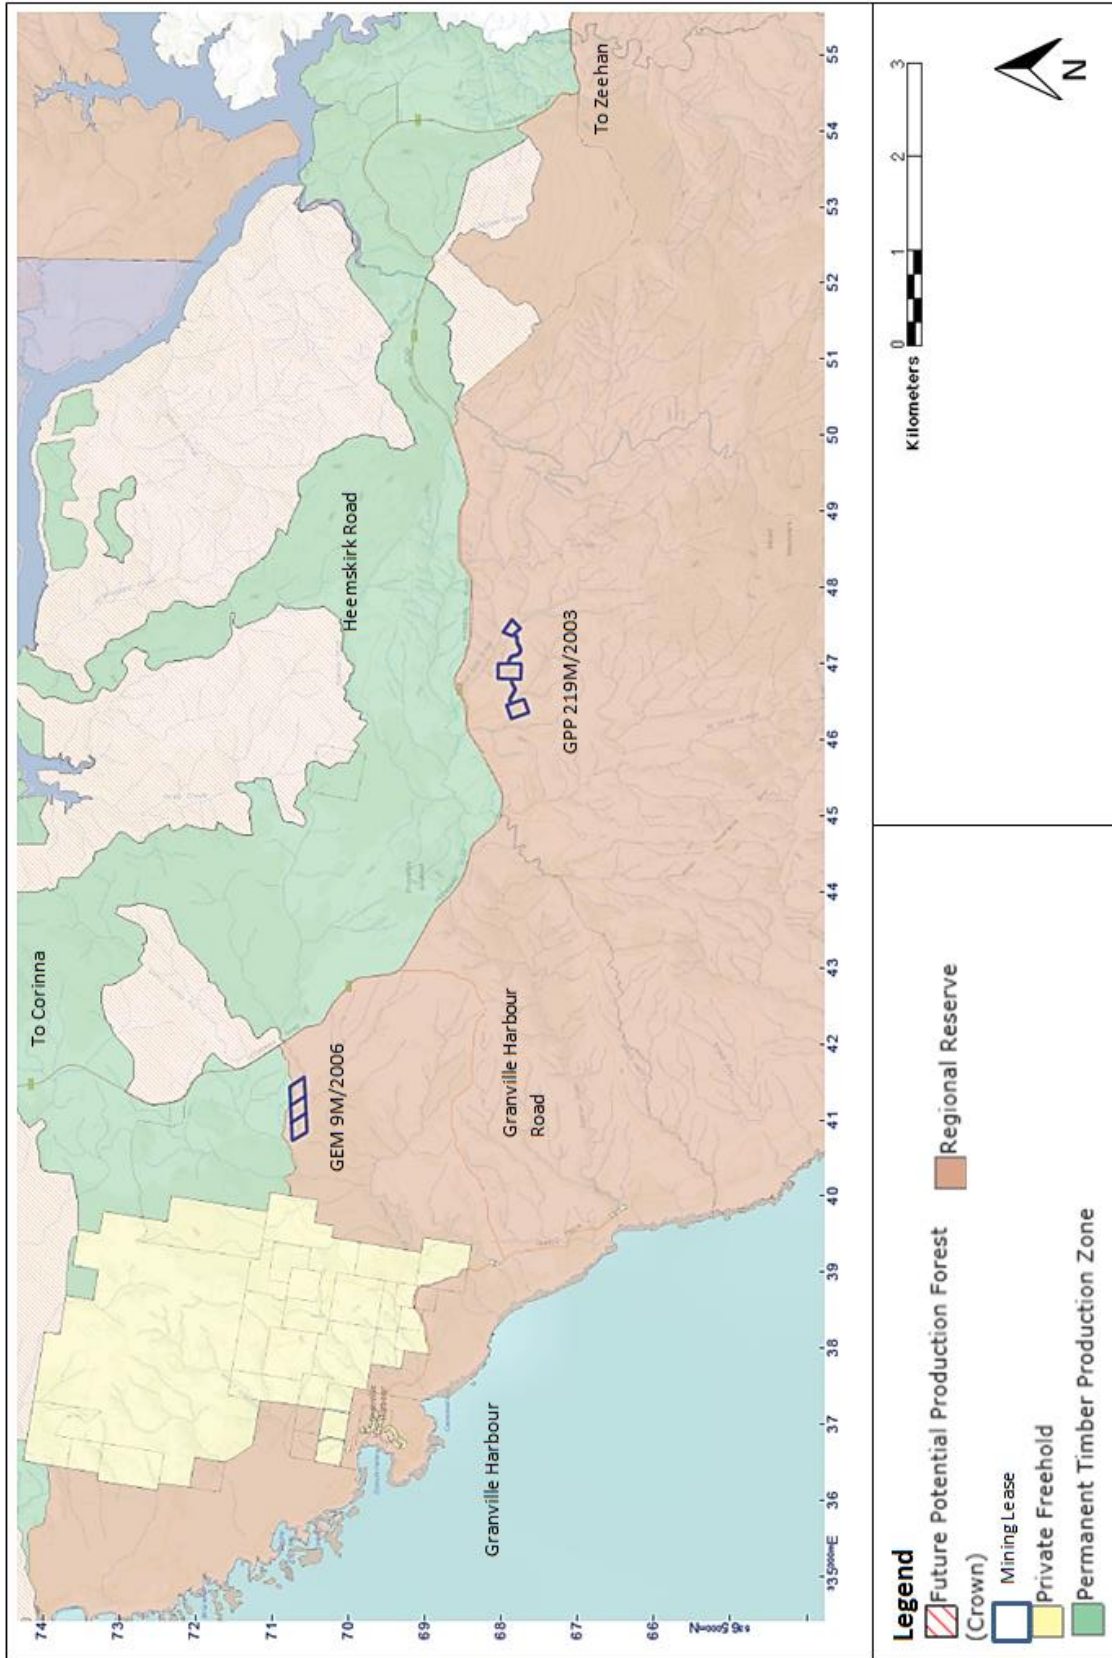 To Corinna
Heemskirk Road
To Zeehan
GEM 9M/2006
GPP 219M/2003
Granville Harbour
Road
Granville Harbour
74
73
72
71
70
69
68
67
66
36
37
38
39
40
41
42
43
44
45
46
47
48
49
50
51
52
53
54
55
Legend
Future Potential Production Forest
(Crown)
Mining Lease
Private Freehold
Permanent Timber Production Zone
Regional Reserve
0 1 2 3
Kilometers
N